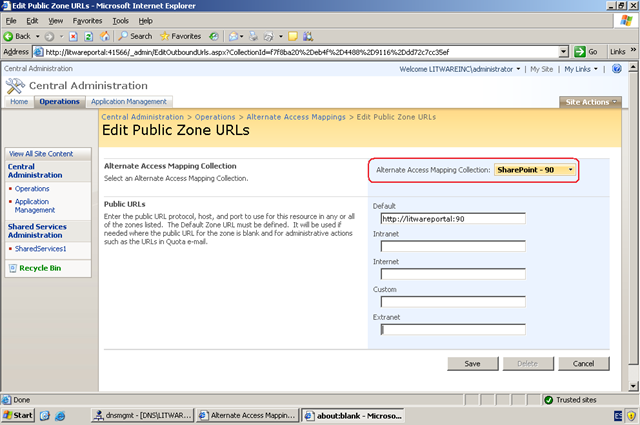 Edit Public Zone URLs - Microsoft Internet Explorer
File Edit View Favorites Tools Help
Back Search Favorites
Address http://litwareportal:41566/_admin/EditOutboundUrls.aspx?CollectionId=f7f8ba20%2Deb4f%2D4488%2D9116%2Ddd72c7cc35ef Go Links »
Central Administration Welcome LITWAREINC\administrator My Site My Links
Central Administration
Home Operations Application Management Site Actions
Central Administration > Operations > Alternate Access Mappings > Edit Public Zone URLs
Edit Public Zone URLs
View All Site Content
Central
Administration
Operations
Application
Management
Shared Services
Administration
SharedServices1
Recycle Bin
Alternate Access Mapping Collection
Select an Alternate Access Mapping Collection.
Alternate Access Mapping Collection: SharePoint - 90
Public URLs
Enter the public URL protocol, host, and port to use for this resource in any or all
of the zones listed. The Default Zone URL must be defined. It will be used if
needed where the public URL for the zone is blank and for administrative actions
such as the URLs in Quota e-mail.
Default
http://litwareportal:90
Intranet
Internet
Custom
Extranet
Save Delete Cancel
Done Trusted sites
Start dnsmgmt - [DNS\LITWAR... Alternate Access Mappin... about:blank - Microso... ES